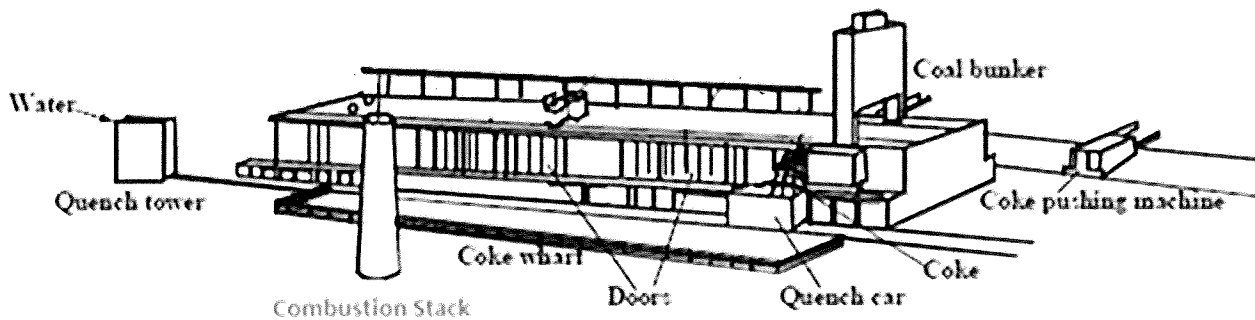 Coal bunker
Water
Quench tower
Coke pushing machine
Coke wharf
Coke
Doors
Quench car
Combustion Stack